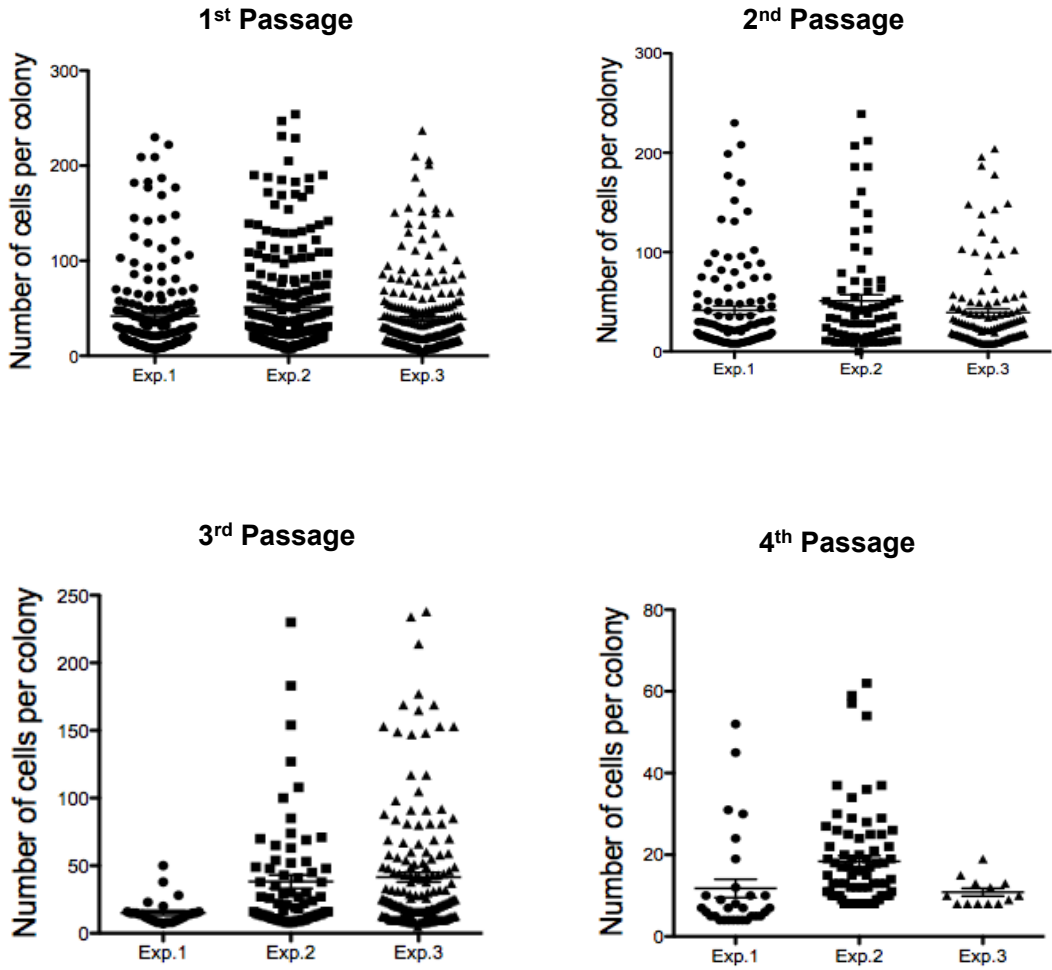 1st Passage
Number of cells per colony
300
200
100
0
Exp.1 Exp.2 Exp.3
2nd Passage
Number of cells per colony
300
200
100
0
Exp.1 Exp.2 Exp.3
3rd Passage
Number of cells per colony
250
200
150
100
50
0
Exp.1 Exp.2 Exp.3
4th Passage
Number of cells per colony
80
60
40
20
0
Exp.1 Exp.2 Exp.3